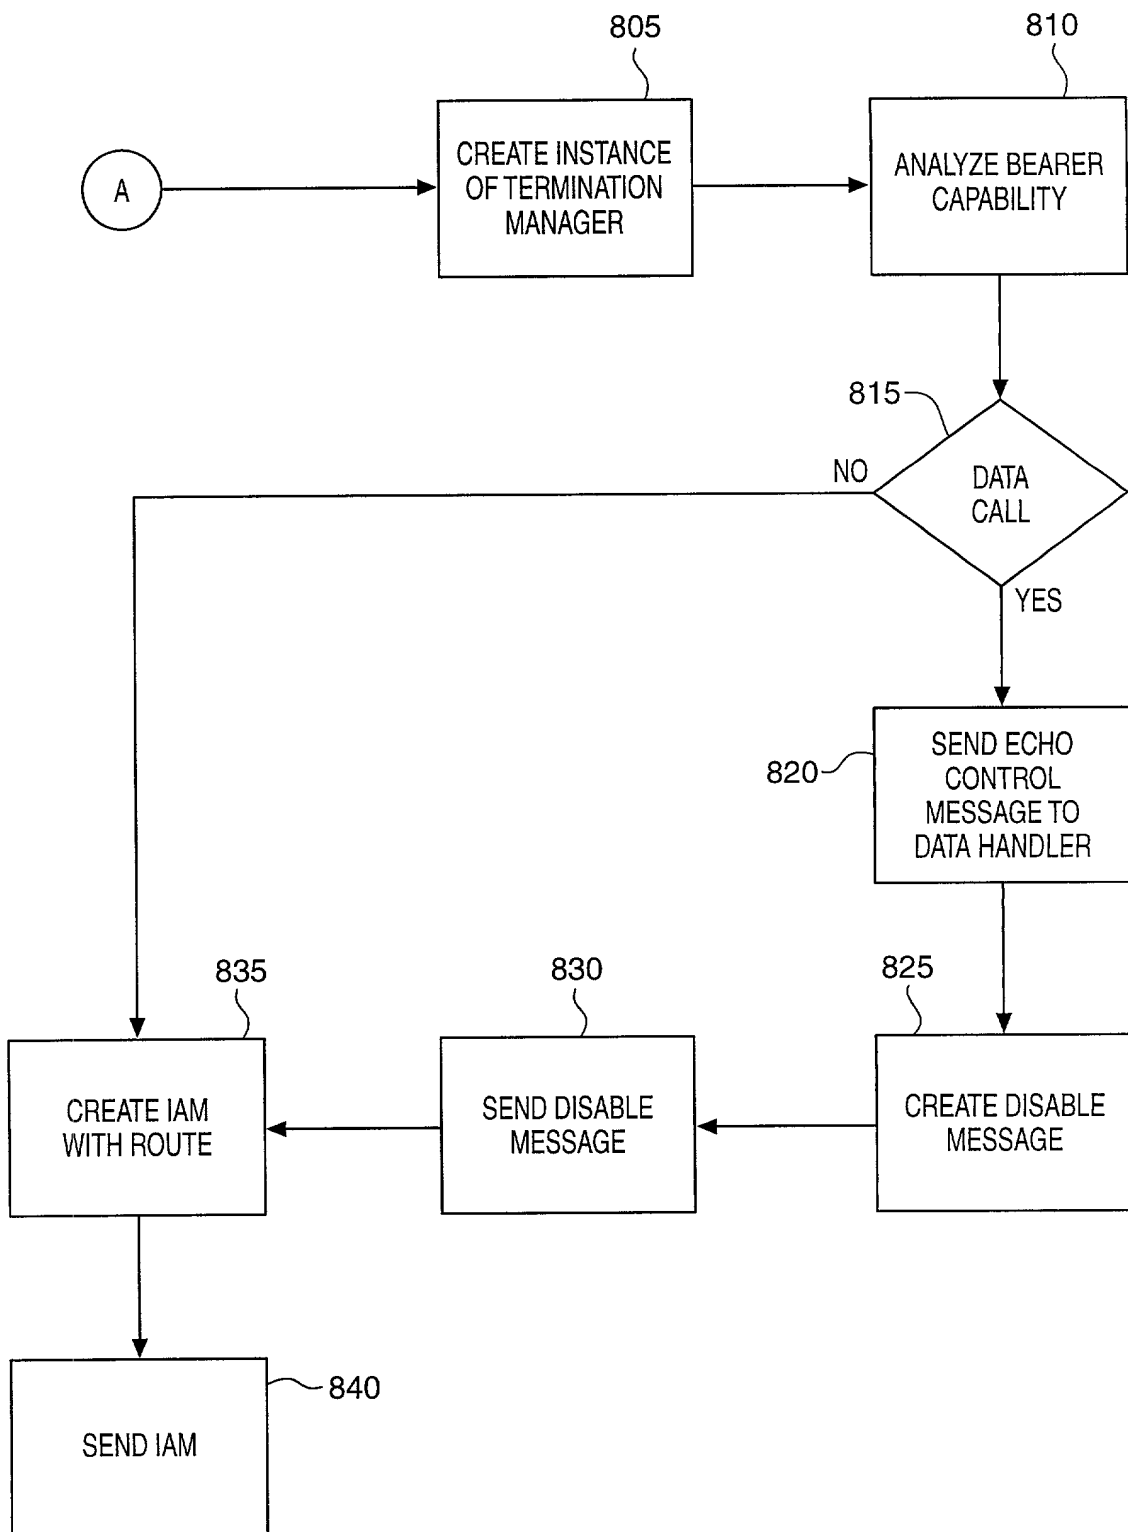 805
810
A
CREATE INSTANCE
OF TERMINATION
MANAGER
ANALYZE BEARER
CAPABILITY
815
NO
DATA
CALL
YES
820
SEND ECHO
CONTROL
MESSAGE TO
DATA HANDLER
835
830
825
CREATE IAM
WITH ROUTE
SEND DISABLE
MESSAGE
CREATE DISABLE
MESSAGE
840
SEND IAM